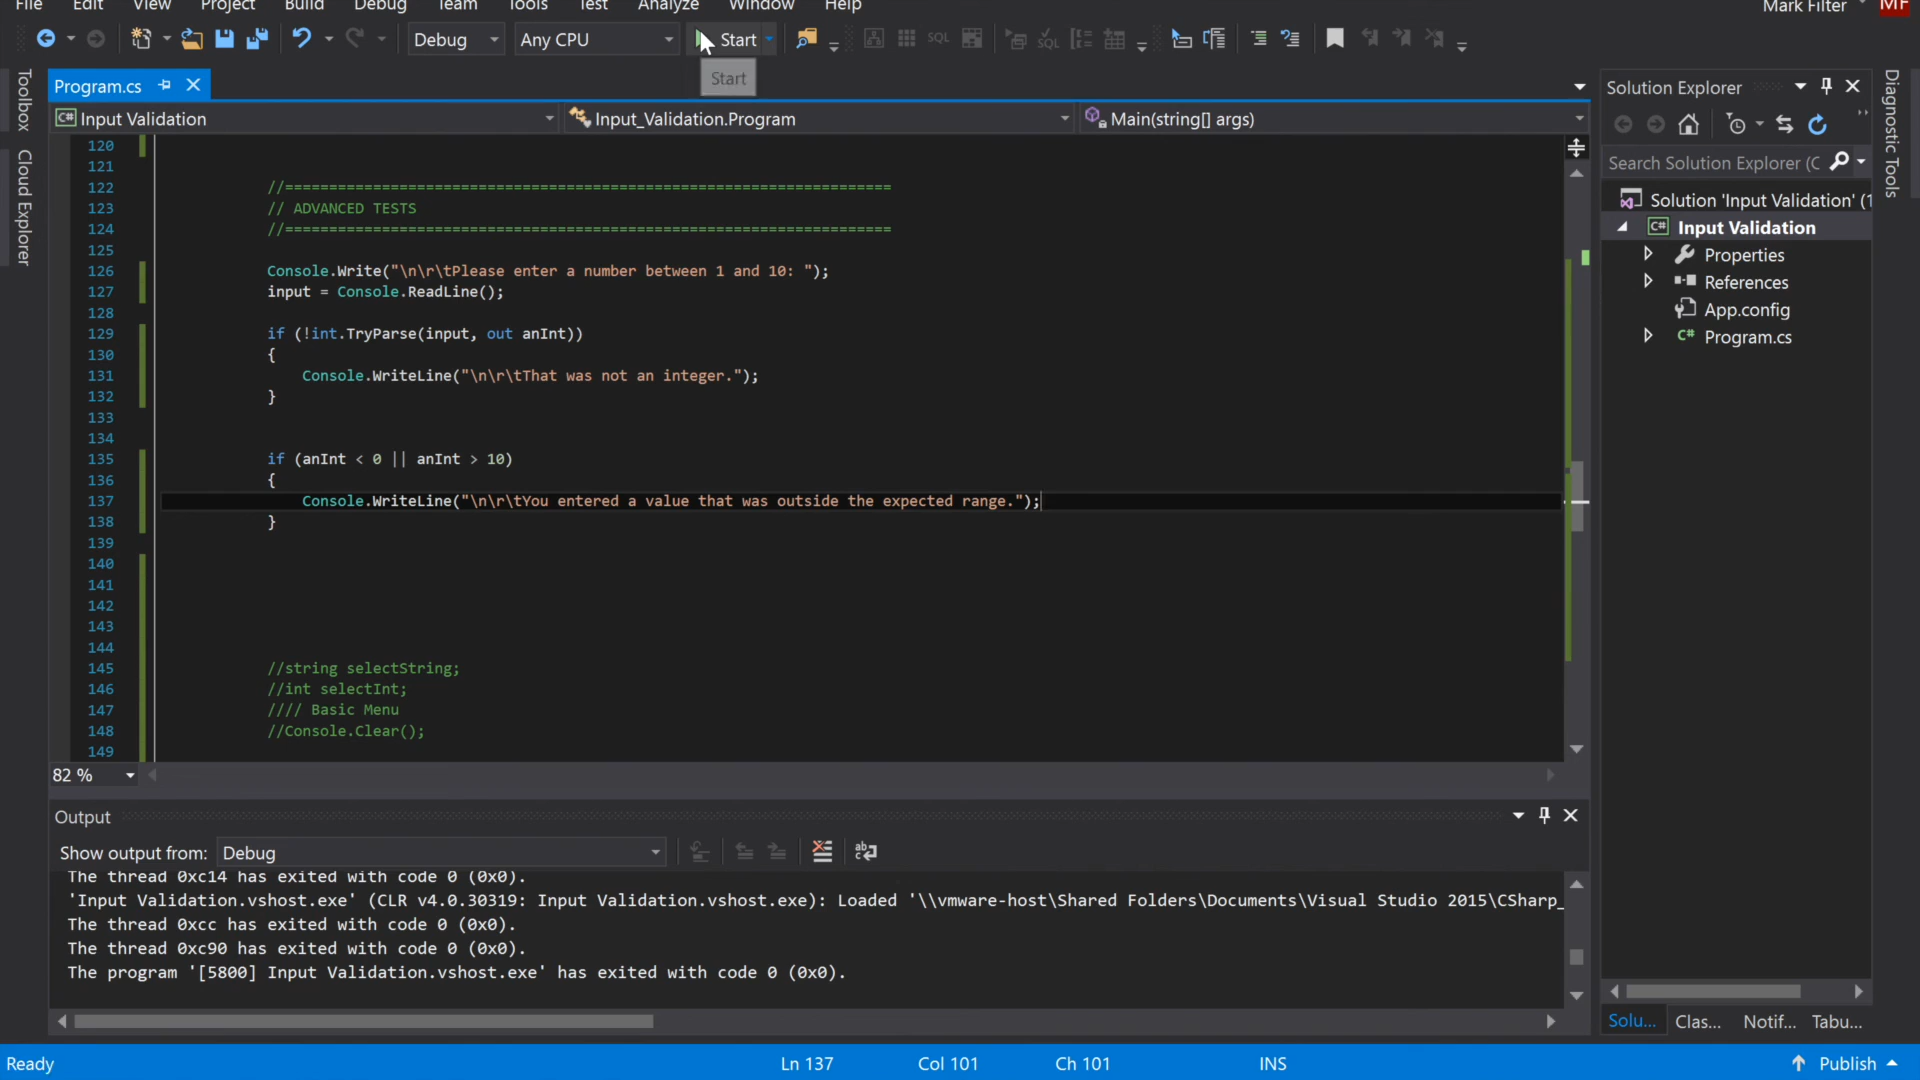 File Edit View Project Build Debug Team Tools Test Analyze Window Help
Mark Filter MF
Debug Any CPU Start
Start
Program.cs
Input Validation Input_Validation.Program Main(string[] args)
120
121
122 //=====================================================================
123 // ADVANCED TESTS
124 //=====================================================================
125
126 Console.Write("\n\r\tPlease enter a number between 1 and 10: ");
127 input = Console.ReadLine();
128
129 if (!int.TryParse(input, out anInt))
130 {
131 Console.WriteLine("\n\r\tThat was not an integer.");
132 }
133
134
135 if (anInt < 0 || anInt > 10)
136 {
137 Console.WriteLine("\n\r\tYou entered a value that was outside the expected range.");
138 }
139
140
141
142
143
144
145 //string selectString;
146 //int selectInt;
147 //// Basic Menu
148 //Console.Clear();
149
82 %
Output
Show output from: Debug
The thread 0xc14 has exited with code 0 (0x0).
'Input Validation.vshost.exe' (CLR v4.0.30319: Input Validation.vshost.exe): Loaded '\\vmware-host\Shared Folders\Documents\Visual Studio 2015\CSharp_
The thread 0xcc has exited with code 0 (0x0).
The thread 0xc90 has exited with code 0 (0x0).
The program '[5800] Input Validation.vshost.exe' has exited with code 0 (0x0).
Toolbox
Cloud Explorer
Solution Explorer
Search Solution Explorer (C
Solution 'Input Validation' (1
Input Validation
Properties
References
App.config
Program.cs
Solu... Clas... Notif... Tabu...
Diagnostic Tools
Ready Ln 137 Col 101 Ch 101 INS Publish